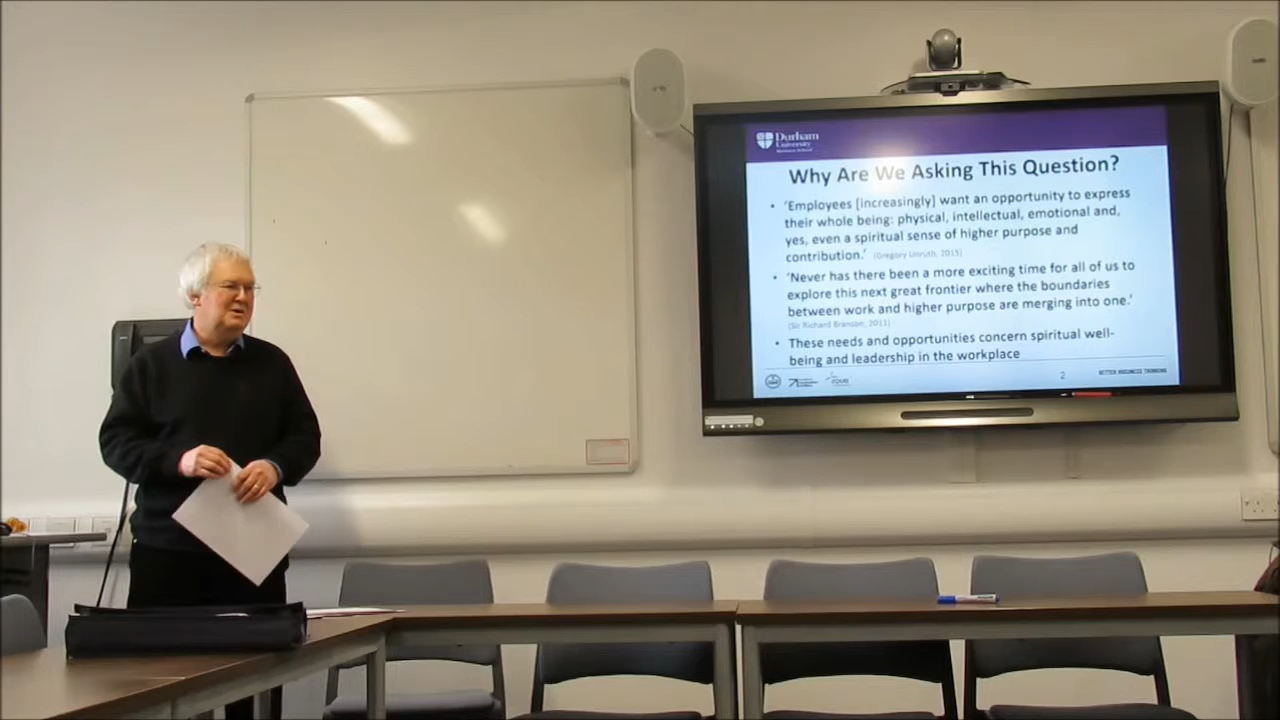 Durham
University
Business School
Why Are We Asking This Question?
• 'Employees [increasingly] want an opportunity to express
their whole being: physical, intellectual, emotional and,
yes, even a spiritual sense of higher purpose and
contribution.' (Gregory Unruth, 2015)
• 'Never has there been a more exciting time for all of us to
explore this next great frontier where the boundaries
between work and higher purpose are merging into one.'
(Sir Richard Branson, 2011)
• These needs and opportunities concern spiritual well-
being and leadership in the workplace
2
BETTER BUSINESS THINKING